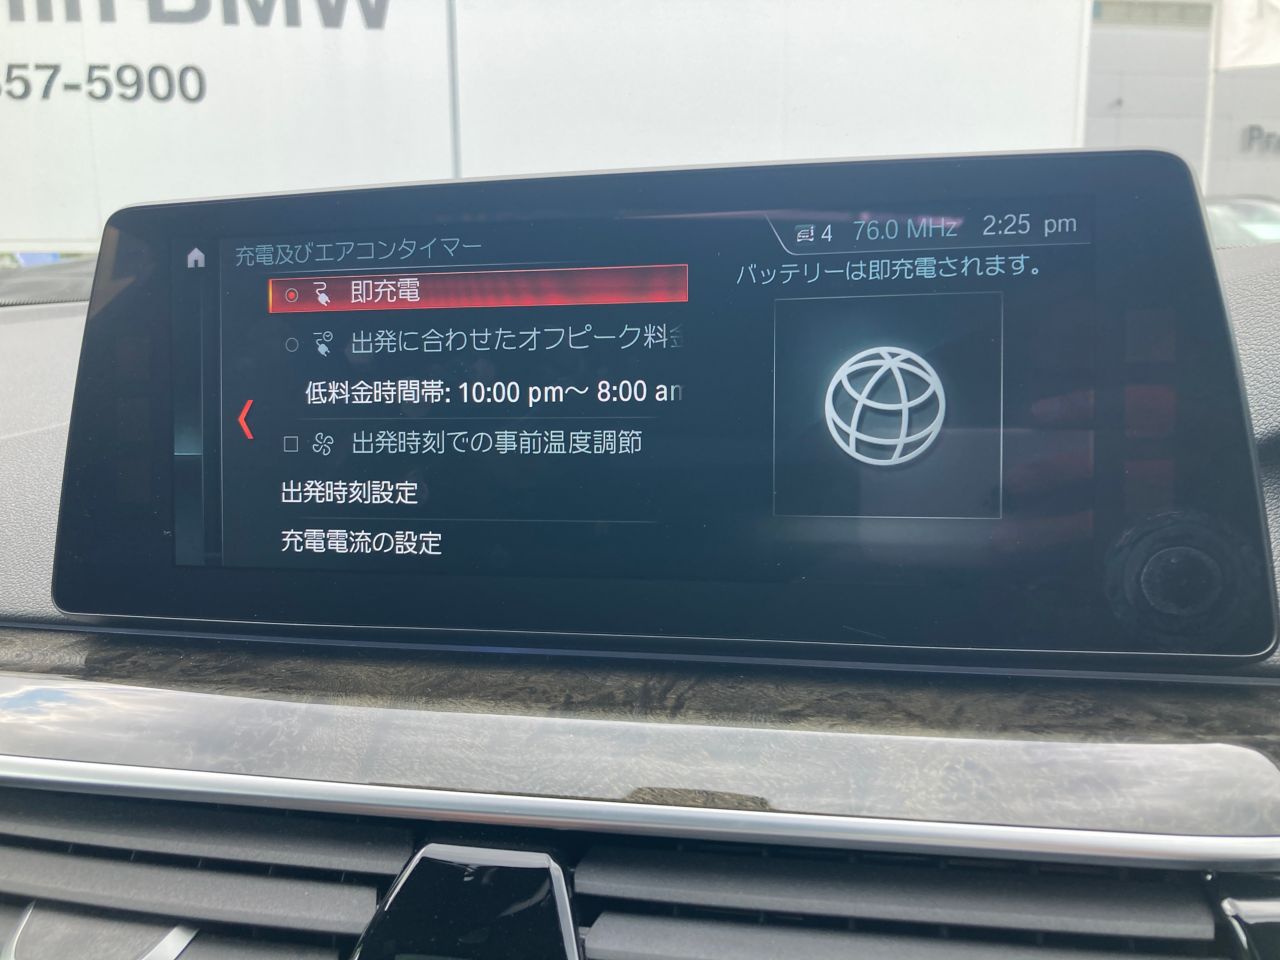 BMW
57-5900
4 76.0 MHz 2:25 pm
充電及びエアコンタイマー
バッテリーは即充電されます。
即充電
出発に合わせたオフピーク料
低料金時間帯: 10:00 pm～ 8:00 am
出発時刻での事前温度調節
出発時刻設定
充電電流の設定